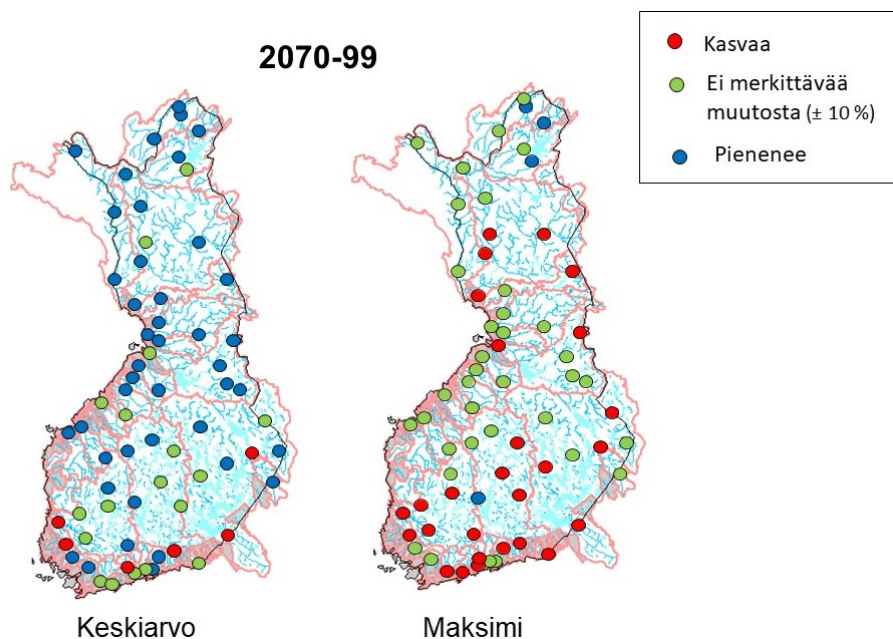 2070-99
Kasvaa
Ei merkittävää
muutosta (± 10 %)
Pienenee
Keskiarvo
Maksimi